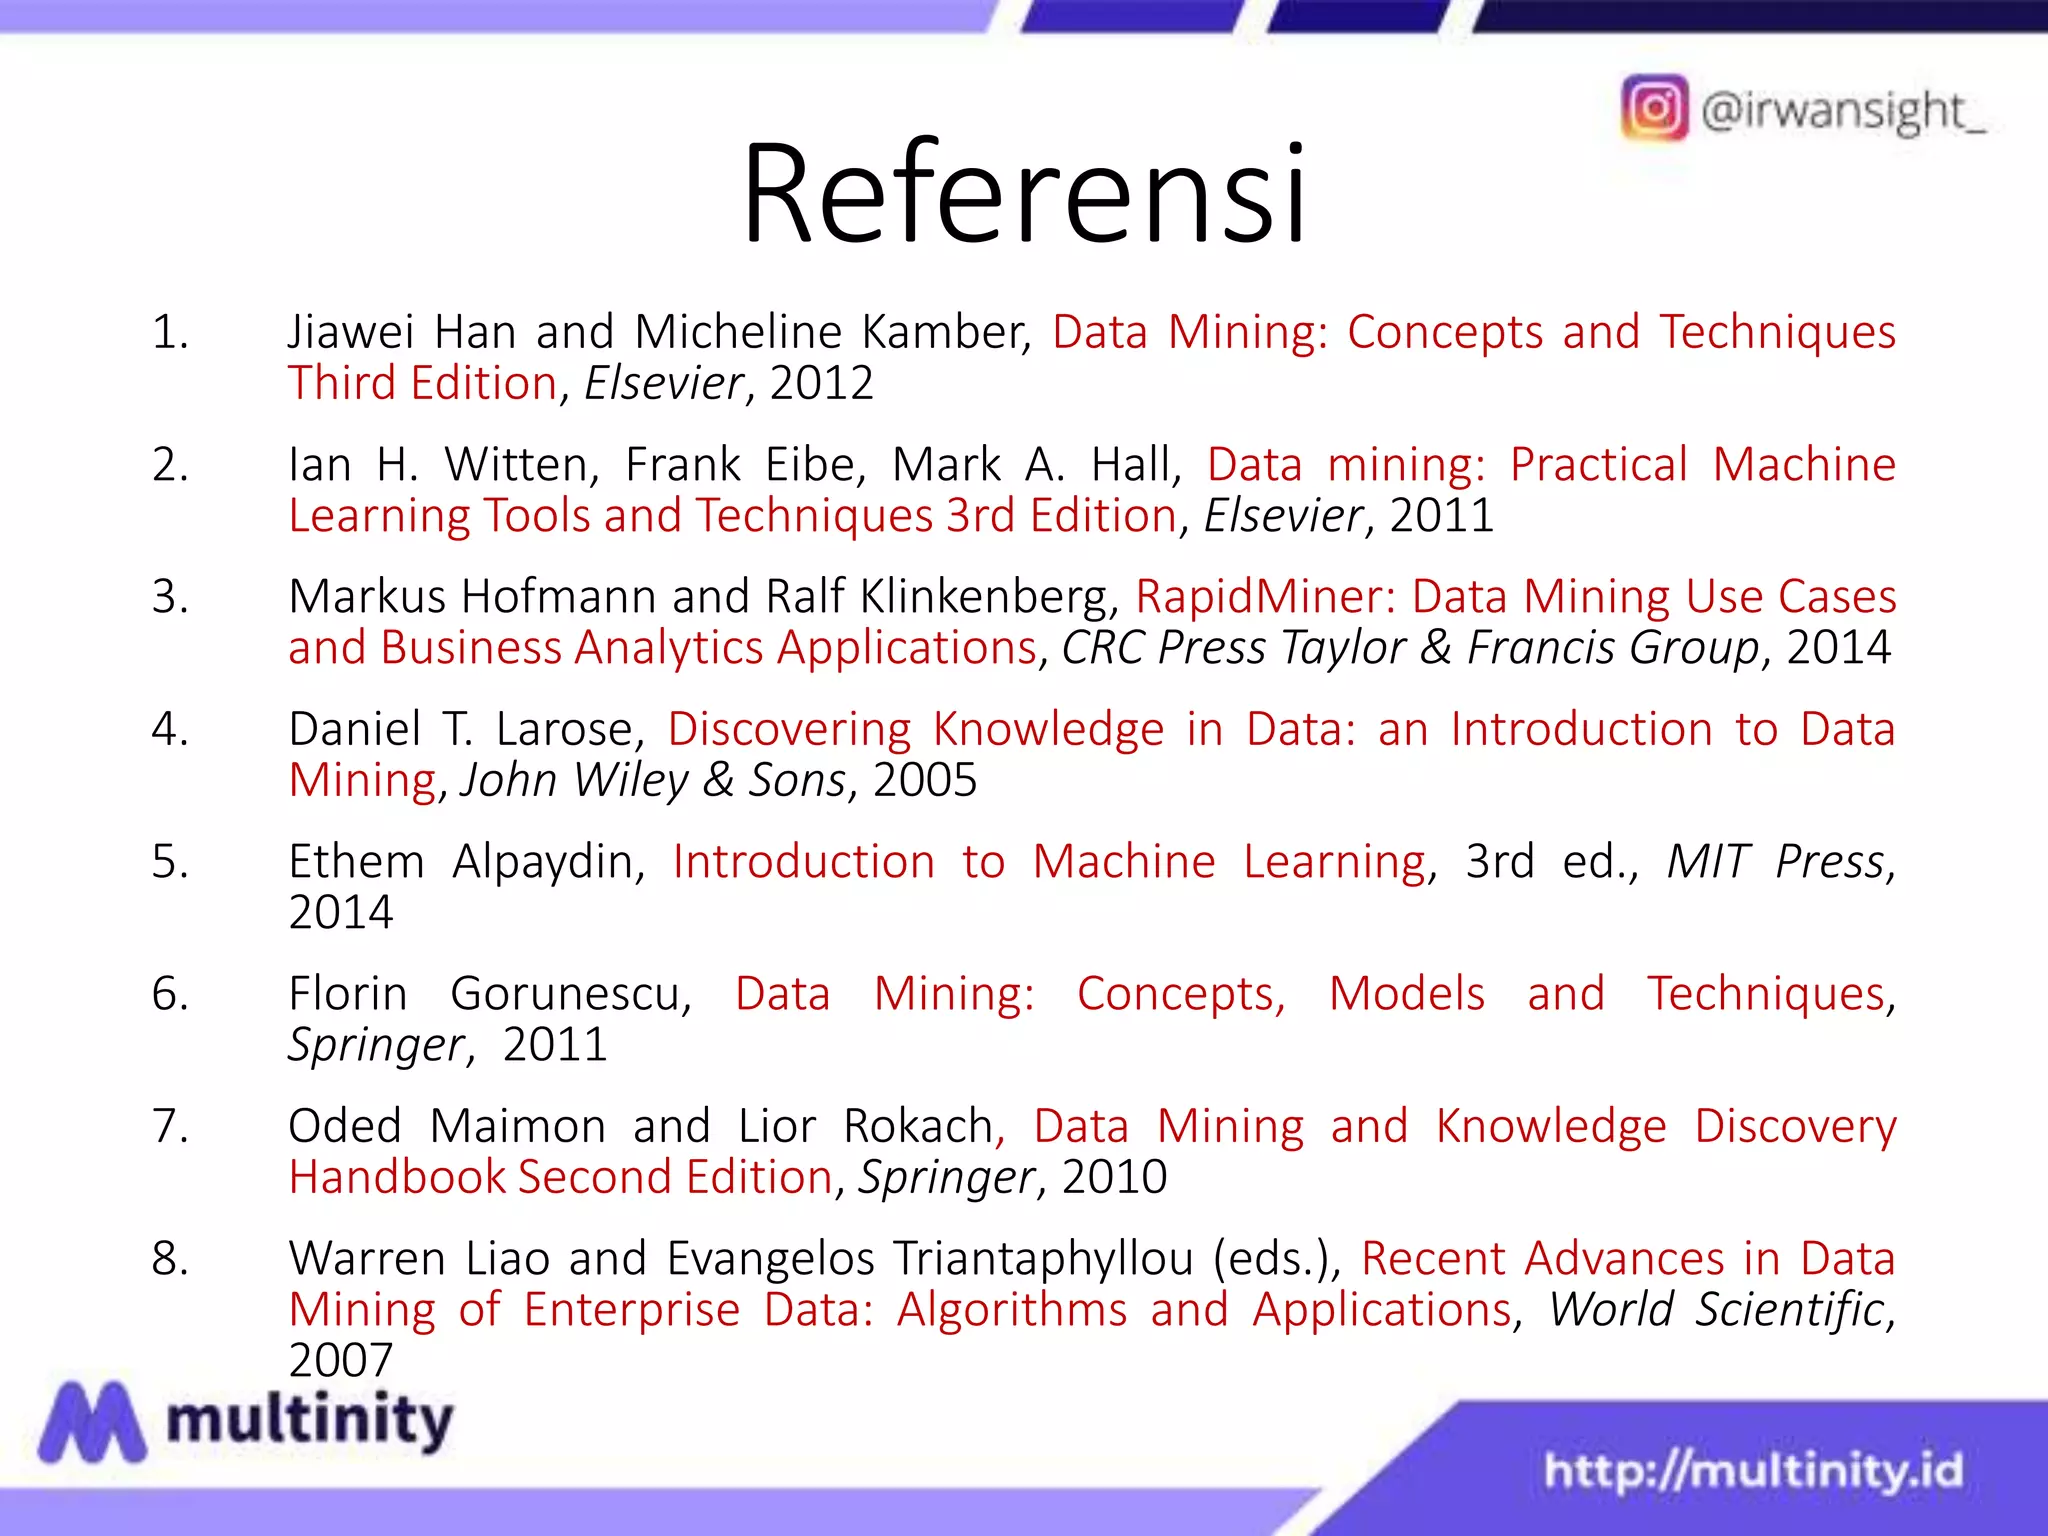 @irwansight_
Referensi
1. Jiawei Han and Micheline Kamber, Data Mining: Concepts and Techniques
Third Edition, Elsevier, 2012
2. Ian H. Witten, Frank Eibe, Mark A. Hall, Data mining: Practical Machine
Learning Tools and Techniques 3rd Edition, Elsevier, 2011
3. Markus Hofmann and Ralf Klinkenberg, RapidMiner: Data Mining Use Cases
and Business Analytics Applications, CRC Press Taylor & Francis Group, 2014
4. Daniel T. Larose, Discovering Knowledge in Data: an Introduction to Data
Mining, John Wiley & Sons, 2005
5. Ethem Alpaydin, Introduction to Machine Learning, 3rd ed., MIT Press,
2014
6. Florin Gorunescu, Data Mining: Concepts, Models and Techniques,
Springer, 2011
7. Oded Maimon and Lior Rokach, Data Mining and Knowledge Discovery
Handbook Second Edition, Springer, 2010
8. Warren Liao and Evangelos Triantaphyllou (eds.), Recent Advances in Data
Mining of Enterprise Data: Algorithms and Applications, World Scientific,
2007
multinity
http://multinity.id